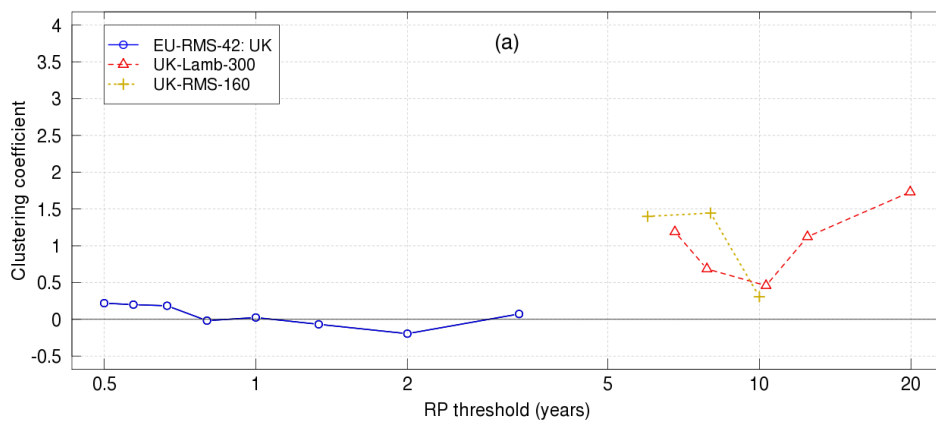 (a)
EU-RMS-42: UK
UK-Lamb-300
UK-RMS-160
Clustering coefficient
4
3.5
3
2.5
2
1.5
1
0.5
0
-0.5
0.5 1 2 5 10 20
RP threshold (years)